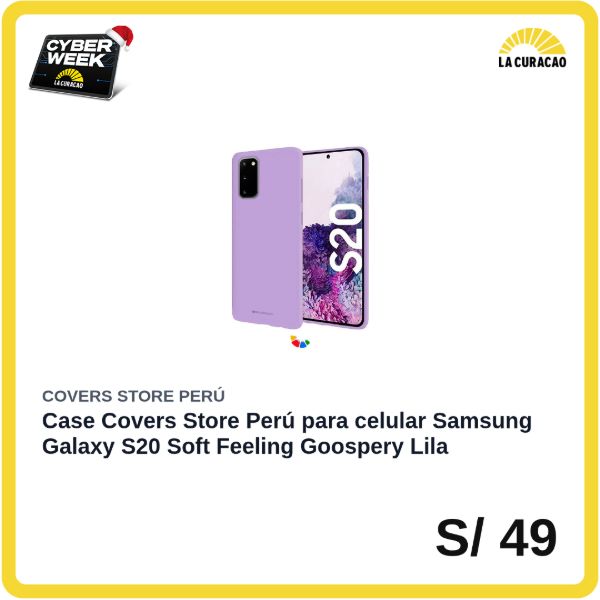 CYBER
WEEK
LA CURACAO
LA CURACAO
S20
COVERS STORE PERÚ
Case Covers Store Perú para celular Samsung
Galaxy S20 Soft Feeling Goospery Lila
S/ 49